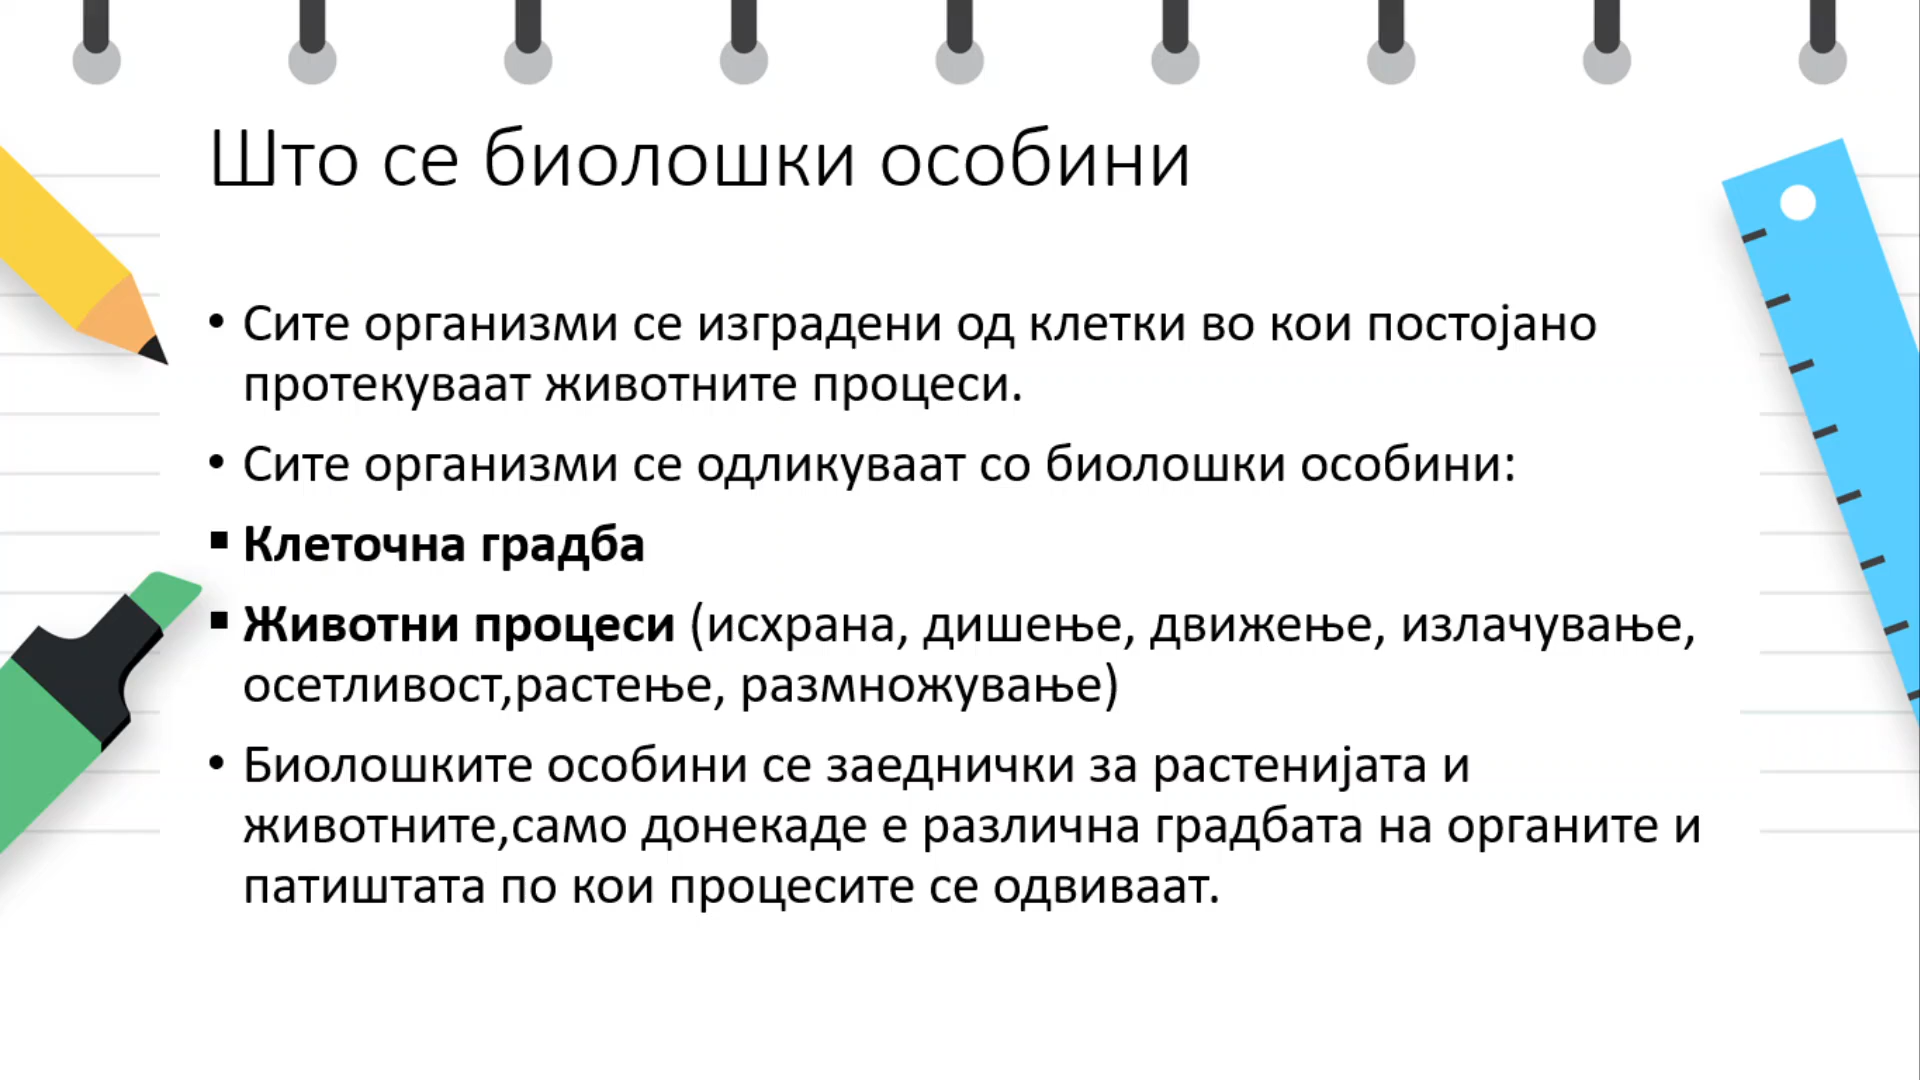 Што се биолошки особини
• Сите организми се изградени од клетки во кои постојано
протекуваат животните процеси.
• Сите организми се одликуваат со биолошки особини:
▪ Клеточна градба
▪ Животни процеси (исхрана, дишење, движење, излачување,
осетливост,растење, размножување)
• Биолошките особини се заеднички за растенијата и
животните,само донекаде е различна градбата на органите и
патиштата по кои процесите се одвиваат.